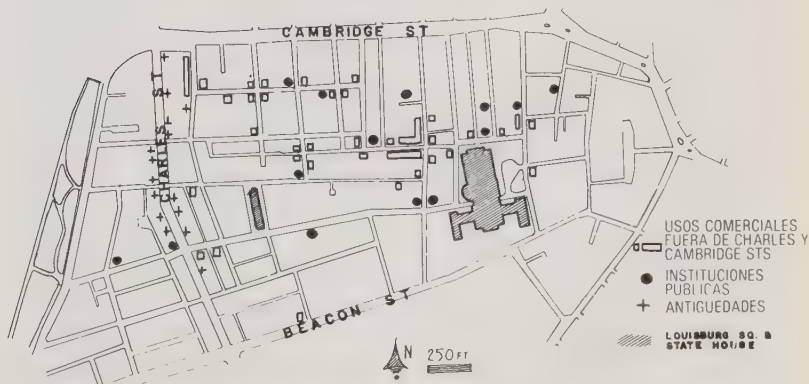 CAMBRIDGE ST
CHARLES ST
BEACON ST
N
250 FT
USOS COMERCIALES
FUERA DE CHARLES Y
CAMBRIDGE STS
INSTITUCIONES
PUBLICAS
ANTIGUEDADES
LOUISBURG SQ. &
STATE HOUSE